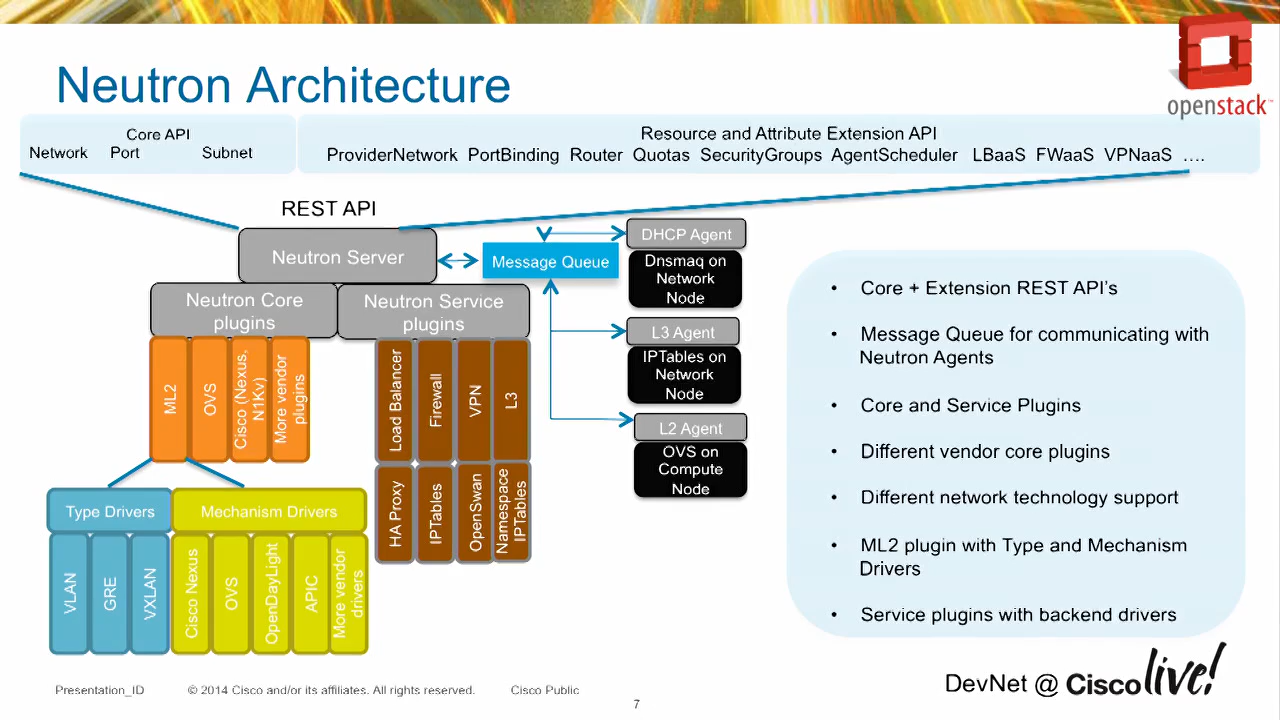 Neutron Architecture
openstack™
Core API
Network Port Subnet
Resource and Attribute Extension API
ProviderNetwork PortBinding Router Quotas SecurityGroups AgentScheduler LBaaS FWaaS VPNaaS ....
REST API
Neutron Server
Message Queue
DHCP Agent
Dnsmaq on
Network
Node
Neutron Core
plugins
Neutron Service
plugins
L3 Agent
IPTables on
Network
Node
L2 Agent
OVS on
Compute
Node
ML2
OVS
Cisco (Nexus,
N1Kv)
More vendor
plugins
Load Balancer
Firewall
VPN
L3
HA Proxy
IPTables
OpenSwan
Namespace
IPTables
Type Drivers
Mechanism Drivers
VLAN
GRE
VXLAN
Cisco Nexus
OVS
OpenDayLight
APIC
More vendor
drivers
• Core + Extension REST API's
• Message Queue for communicating with
Neutron Agents
• Core and Service Plugins
• Different vendor core plugins
• Different network technology support
• ML2 plugin with Type and Mechanism
Drivers
• Service plugins with backend drivers
Presentation_ID © 2014 Cisco and/or its affiliates. All rights reserved. Cisco Public
7
DevNet @ Cisco live!